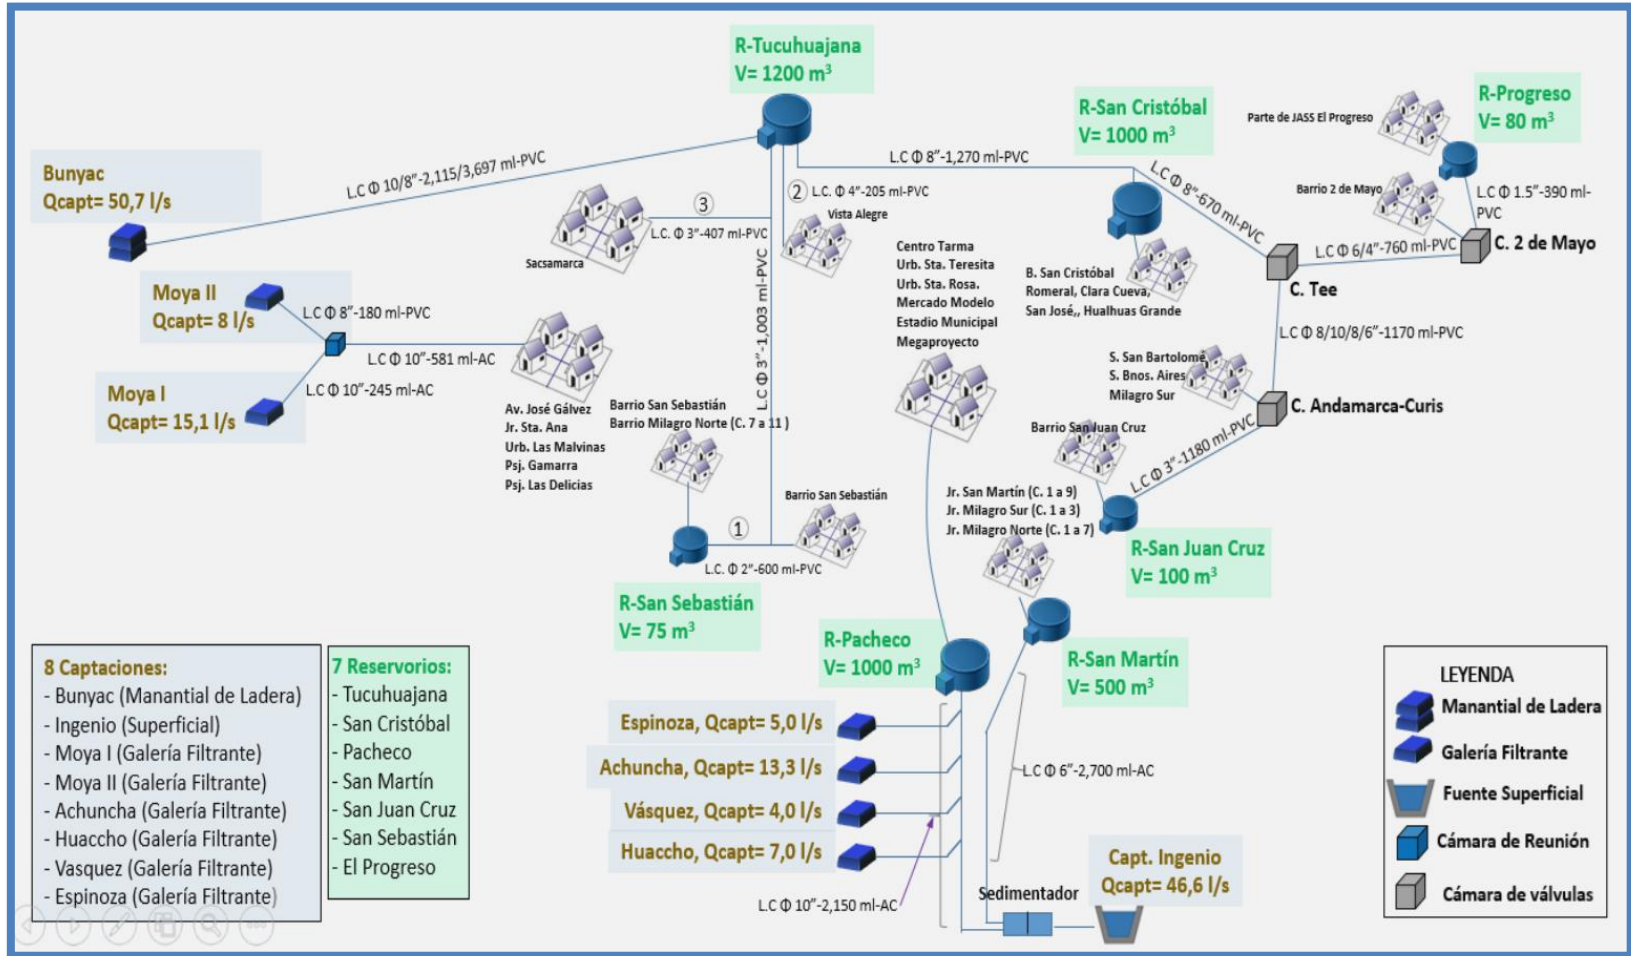 R-Tucuhuajana
V= 1200 m³
R-San Cristóbal
V= 1000 m³
R-Progreso
V= 80 m³
Parte de JASS El Progreso
Bunyac
Qcapt= 50,7 l/s
L.C Φ 10/8”-2,115/3,697 ml-PVC
L.C Φ 8”-1,270 ml-PVC
L.C Φ 8”-670 ml-PVC
Barrio 2 de Mayo
L.C Φ 1.5”-390 ml-
PVC
3
L.C. Φ 3”-407 ml-PVC
Sacsamarca
2
L.C. Φ 4”-205 ml-PVC
Vista Alegre
L.C Φ 6/4”-760 ml-PVC
C. 2 de Mayo
C. Tee
Moya II
Qcapt= 8 l/s
L.C Φ 8”-180 ml-PVC
L.C Φ 10”-581 ml-AC
Moya I
Qcapt= 15,1 l/s
L.C Φ 10”-245 ml-AC
L.C Φ 3”-1,003 ml-PVC
Centro Tarma
Urb. Sta. Teresita
Urb. Sta. Rosa.
Mercado Modelo
Estadio Municipal
Megaproyecto
B. San Cristóbal
Romeral, Clara Cueva,
San José,, Hualhuas Grande
L.C Φ 8/10/8/6”-1170 ml-PVC
S. San Bartolomé
S. Bnos. Aires
Milagro Sur
C. Andamarca-Curis
Av. José Gálvez
Jr. Sta. Ana
Urb. Las Malvinas
Psj. Gamarra
Psj. Las Delicias
Barrio San Sebastián
Barrio Milagro Norte (C. 7 a 11 )
Barrio San Juan Cruz
L.C Φ 3”-1180 ml-PVC
Barrio San Sebastián
Jr. San Martín (C. 1 a 9)
Jr. Milagro Sur (C. 1 a 3)
Jr. Milagro Norte (C. 1 a 7)
1
L.C. Φ 2”-600 ml-PVC
R-San Juan Cruz
V= 100 m³
R-San Sebastián
V= 75 m³
R-Pacheco
V= 1000 m³
R-San Martín
V= 500 m³
8 Captaciones:
- Bunyac (Manantial de Ladera)
- Ingenio (Superficial)
- Moya I (Galería Filtrante)
- Moya II (Galería Filtrante)
- Achuncha (Galería Filtrante)
- Huaccho (Galería Filtrante)
- Vasquez (Galería Filtrante)
- Espinoza (Galería Filtrante)
7 Reservorios:
- Tucuhuajana
- San Cristóbal
- Pacheco
- San Martín
- San Juan Cruz
- San Sebastián
- El Progreso
Espinoza, Qcapt= 5,0 l/s
Achuncha, Qcapt= 13,3 l/s
Vásquez, Qcapt= 4,0 l/s
Huaccho, Qcapt= 7,0 l/s
L.C Φ 6”-2,700 ml-AC
L.C Φ 10”-2,150 ml-AC
Sedimentador
Capt. Ingenio
Qcapt= 46,6 l/s
LEYENDA
Manantial de Ladera
Galería Filtrante
Fuente Superficial
Cámara de Reunión
Cámara de válvulas